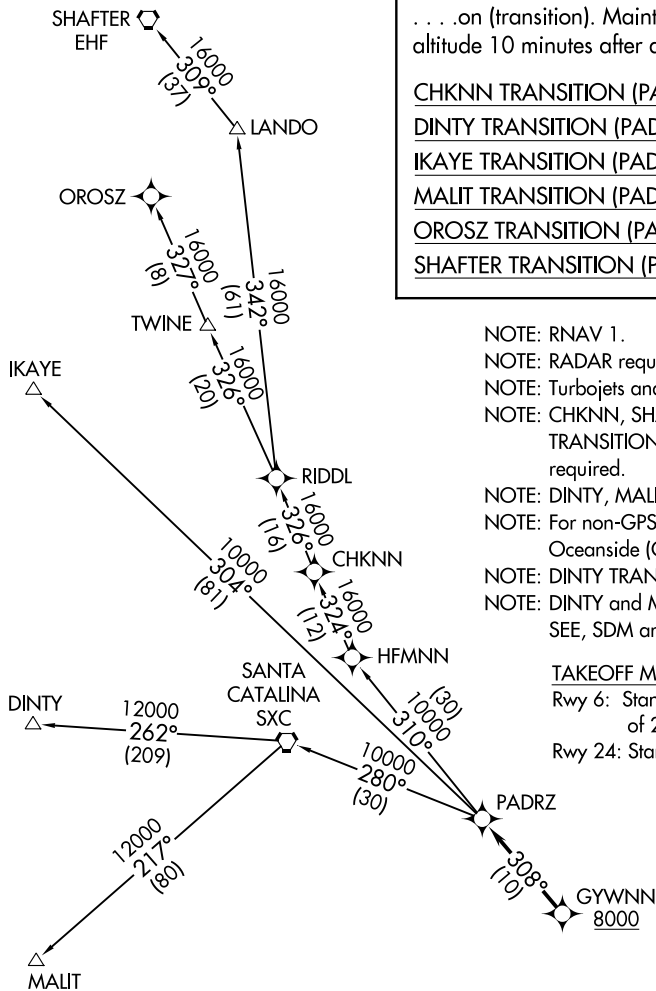 SHAFTER
EHF
16000
309°
(37)
LANDO
OROSZ
16000
327°
(8)
TWINE
16000
342°
(61)
16000
326°
(20)
IKAYE
RIDDL
16000
326°
(16)
CHKNN
10000
304°
(81)
16000
324°
(12)
HFMNN
SANTA
CATALINA
SXC
(30)
10000
310°
DINTY
12000
262°
(209)
10000
280°
(30)
PADRZ
12000
217°
(80)
308°
(10)
GYWNN
8000
MALIT
. . . .on (transition). Maint
altitude 10 minutes after d
CHKNN TRANSITION (PA
DINTY TRANSITION (PAD
IKAYE TRANSITION (PAD
MALIT TRANSITION (PAD
OROSZ TRANSITION (PA
SHAFTER TRANSITION (P
NOTE: RNAV 1.
NOTE: RADAR requ
NOTE: Turbojets and
NOTE: CHKNN, SHA
TRANSITION
required.
NOTE: DINTY, MALI
NOTE: For non-GPS
Oceanside (O
NOTE: DINTY TRAN
NOTE: DINTY and M
SEE, SDM an
TAKEOFF M
Rwy 6: Stan
of 2
Rwy 24: Star